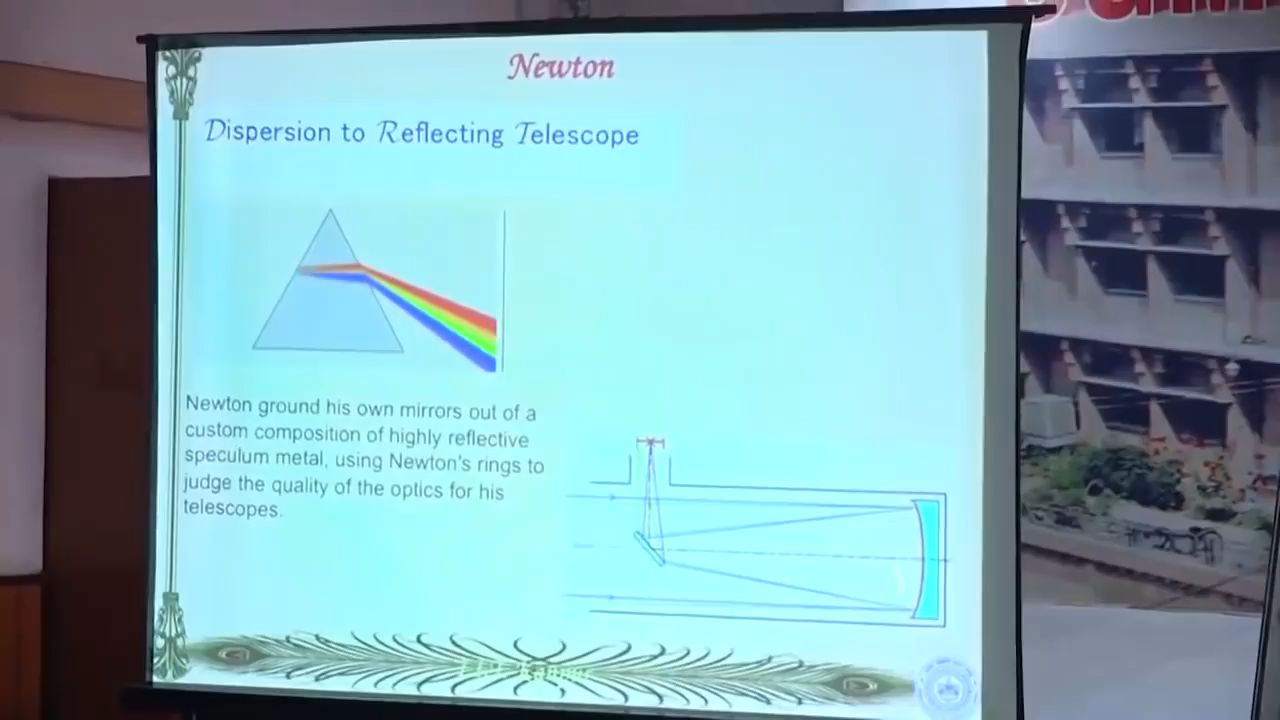 Newton
Dispersion to Reflecting Telescope
Newton ground his own mirrors out of a
custom composition of highly reflective
speculum metal, using Newton's rings to
judge the quality of the optics for his
telescopes.